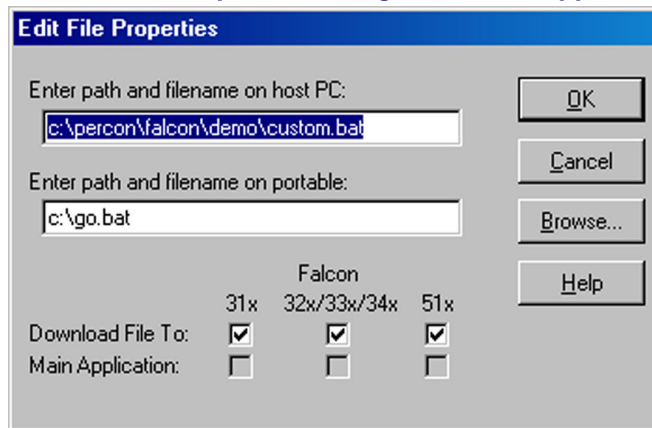 Edit File Properties
Enter path and filename on host PC:
c:\percon\falcon\demo\custom.bat
OK
Cancel
Enter path and filename on portable:
c:\go.bat
Browse...
Falcon
Help
31x 32x/33x/34x 51x
Download File To:
Main Application: